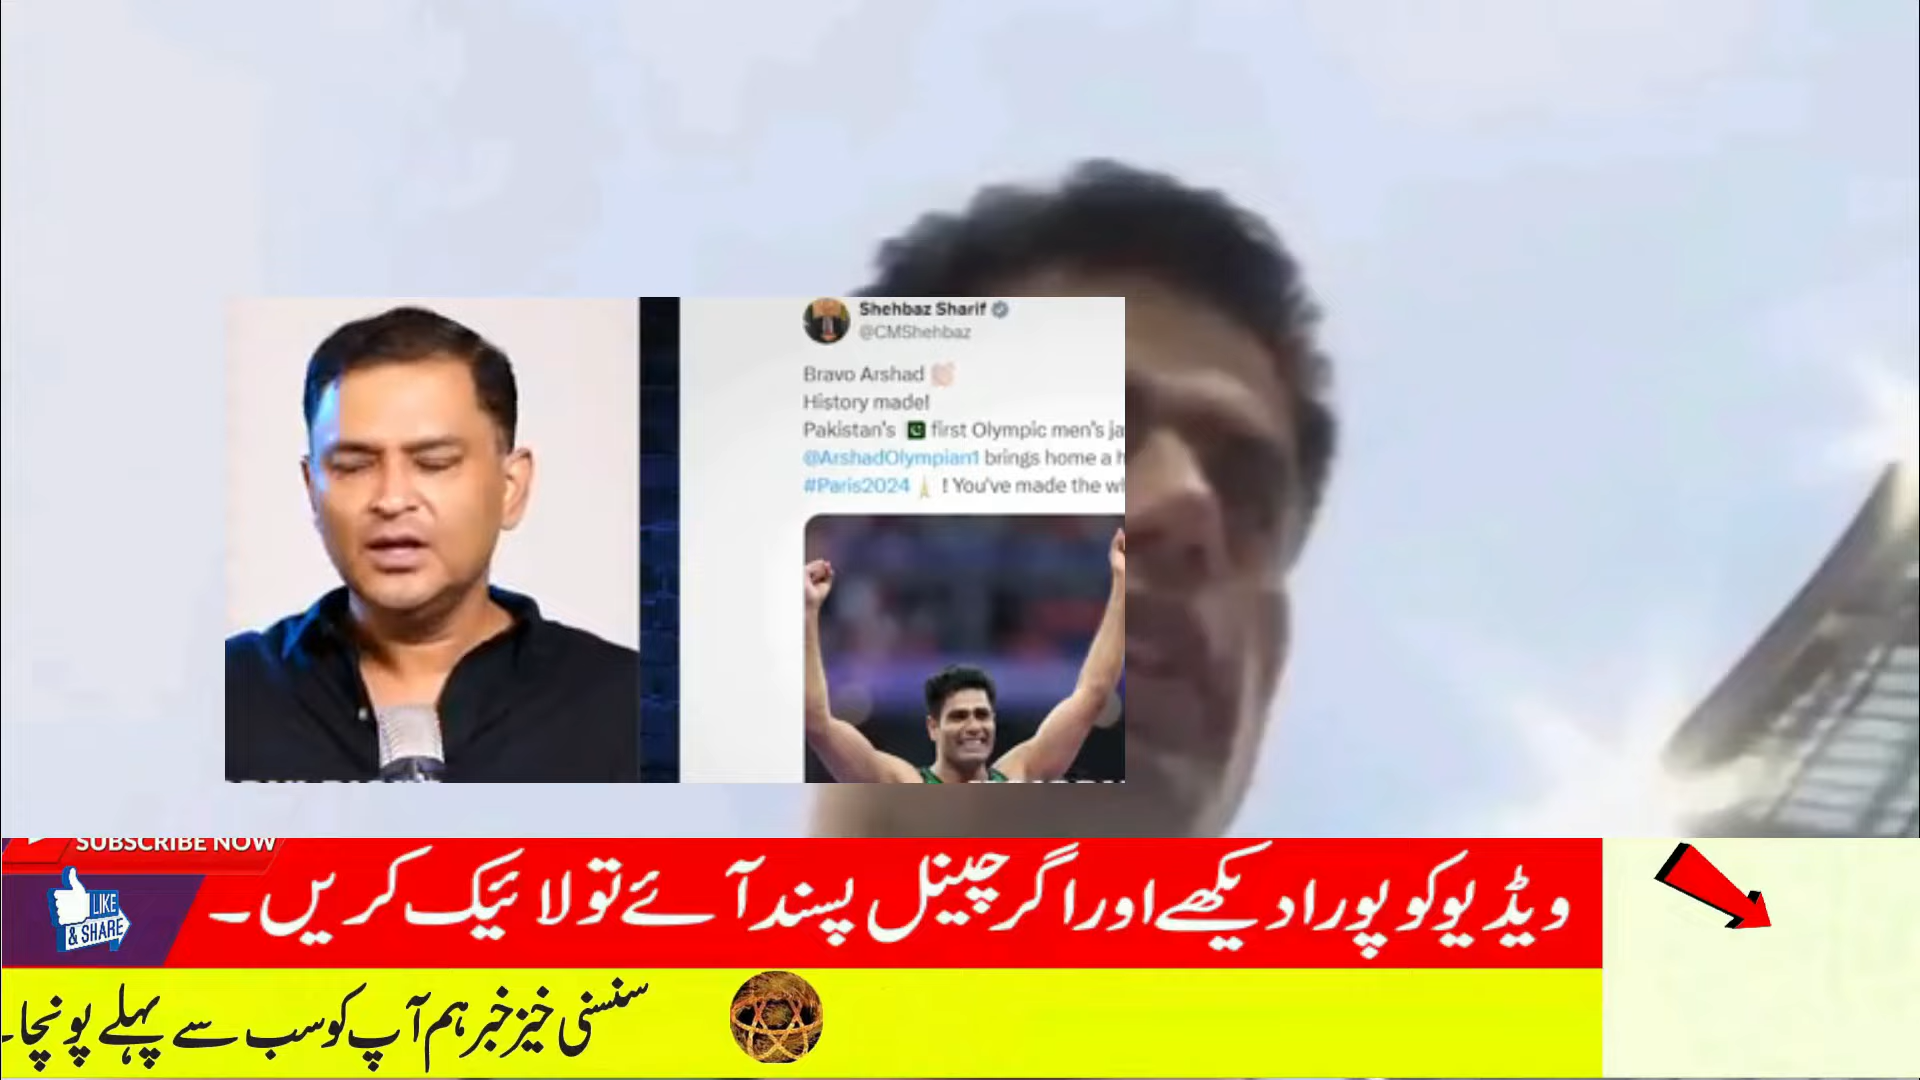 Shehbaz Sharif
@CMShehbaz
Bravo Arshad
History made!
Pakistan's first Olympic men's ja
@ArshadOlympian1 brings home a h
#Paris2024 ! You've made the wh
SUBSCRIBE NOW
LIKE
& SHARE
ویڈیو کو پورا دیکھے اور اگر چینل پسند آئے تو لائیک کریں۔
سنسنی خیز خبر ہم آپ کو سب سے پہلے پونچا۔